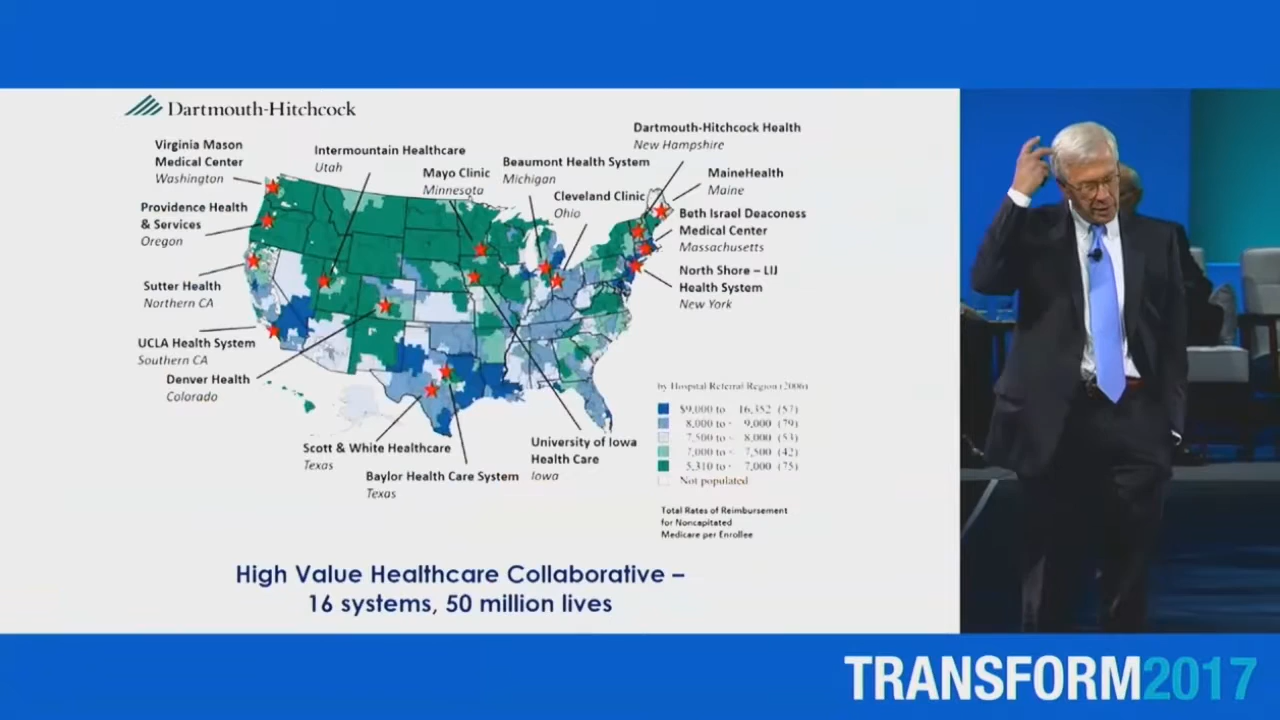 Dartmouth-Hitchcock
Dartmouth-Hitchcock Health
New Hampshire
Virginia Mason
Medical Center
Washington
Intermountain Healthcare
Utah
Mayo Clinic
Minnesota
Beaumont Health System
Michigan
Cleveland Clinic
Ohio
MaineHealth
Maine
Providence Health
& Services
Oregon
Beth Israel Deaconess
Medical Center
Massachusetts
Sutter Health
Northern CA
North Shore – LIJ
Health System
New York
UCLA Health System
Southern CA
Denver Health
Colorado
Scott & White Healthcare
Texas
Baylor Health Care System
Texas
University of Iowa
Health Care
Iowa
by Hospital Referral Region (2006)
$9,000 to 16,352 (57)
8,000 to < 9,000 (79)
7,500 to < 8,000 (53)
7,000 to < 7,500 (42)
5,310 to < 7,000 (75)
Not populated
Total Rates of Reimbursement
for Noncapitated
Medicare per Enrollee
High Value Healthcare Collaborative –
16 systems, 50 million lives
TRANSFORM2017